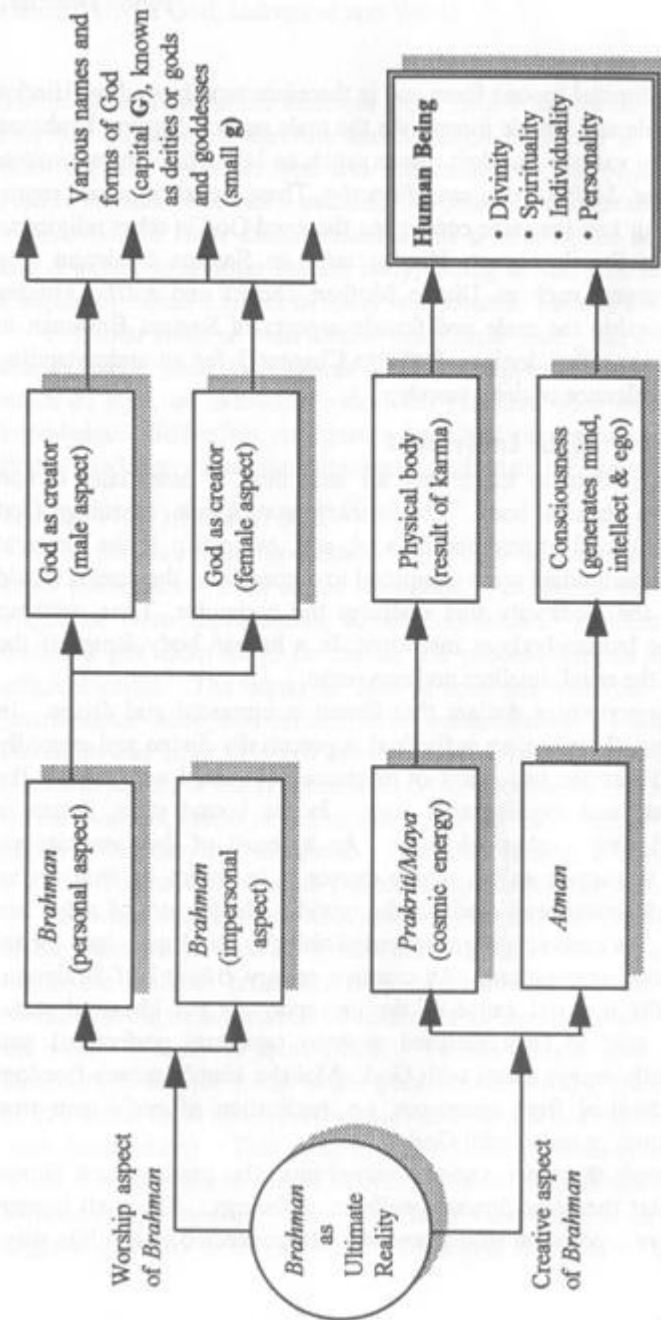 Worship aspect
of Brahman
Brahman
as
Ultimate
Reality
Creative aspect
of Brahman
Brahman
(personal aspect)
Brahman
(impersonal
aspect)
Prakriti/Maya
(cosmic energy)
Atman
God as creator
(male aspect)
God as creator
(female aspect)
Physical body
(result of karma)
Consciousness
(generates mind,
intellect & ego)
Various names and
forms of God
(capital G), known
as deities or gods
and goddesses
(small g)
Human Being
• Divinity
• Spirituality
• Individuality
• Personality